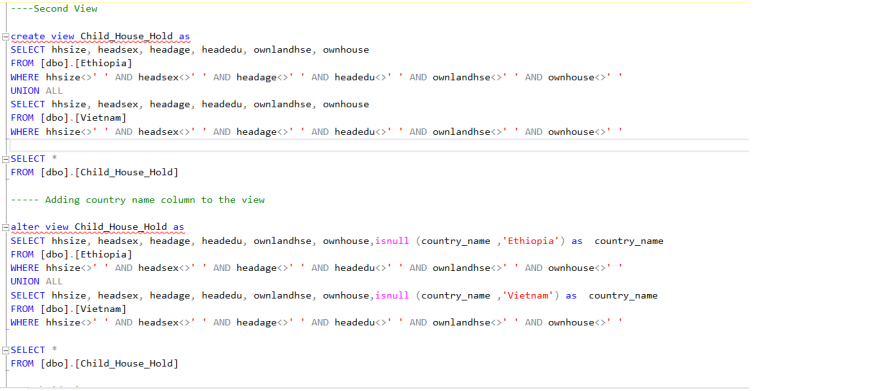 ----Second View
create view Child_House_Hold as
SELECT hhsize, headsex, headage, headedu, ownlandhse, ownhouse
FROM [dbo].[Ethiopia]
WHERE hhsize<>' ' AND headsex<>' ' AND headage<>' ' AND headedu<>' ' AND ownlandhse<>' ' AND ownhouse<>' '
UNION ALL
SELECT hhsize, headsex, headage, headedu, ownlandhse, ownhouse
FROM [dbo].[Vietnam]
WHERE hhsize<>' ' AND headsex<>' ' AND headage<>' ' AND headedu<>' ' AND ownlandhse<>' ' AND ownhouse<>' '
SELECT *
FROM [dbo].[Child_House_Hold]
----- Adding country name column to the view
alter view Child_House_Hold as
SELECT hhsize, headsex, headage, headedu, ownlandhse, ownhouse,isnull (country_name ,'Ethiopia') as  country_name
FROM [dbo].[Ethiopia]
WHERE hhsize<>' ' AND headsex<>' ' AND headage<>' ' AND headedu<>' ' AND ownlandhse<>' ' AND ownhouse<>' '
UNION ALL
SELECT hhsize, headsex, headage, headedu, ownlandhse, ownhouse,isnull (country_name ,'Vietnam') as  country_name
FROM [dbo].[Vietnam]
WHERE hhsize<>' ' AND headsex<>' ' AND headage<>' ' AND headedu<>' ' AND ownlandhse<>' ' AND ownhouse<>' '
SELECT *
FROM [dbo].[Child_House_Hold]